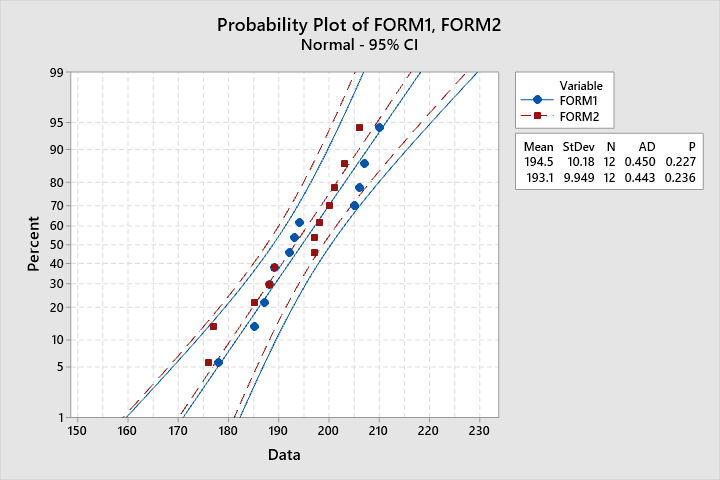 Probability Plot of FORM1, FORM2
Normal - 95% CI
Percent
99
95
90
80
70
60
50
40
30
20
10
5
1
150 160 170 180 190 200 210 220 230
Data
Variable
FORM1
FORM2
Mean StDev N AD P
194.5 10.18 12 0.450 0.227
193.1 9.949 12 0.443 0.236